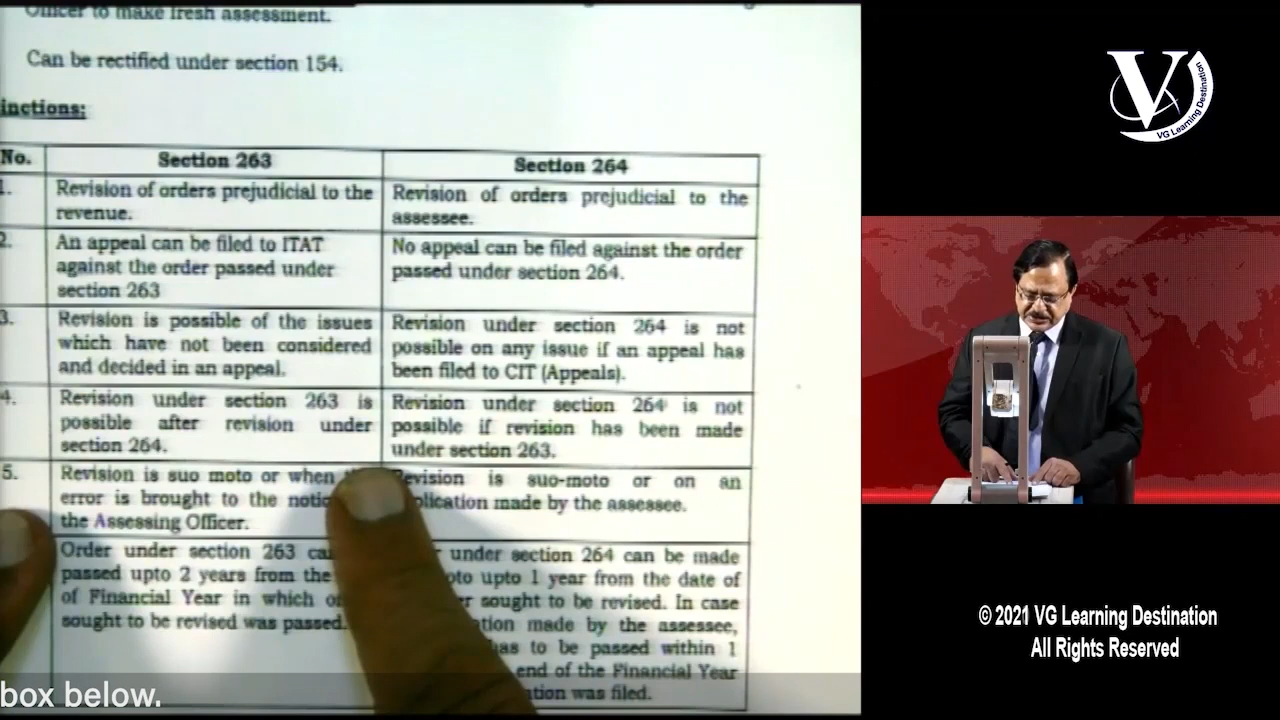 Officer to make fresh assessment.
Can be rectified under section 154.
inctions:
No.
Section 263
Section 264
1.
Revision of orders prejudicial to the
revenue.
Revision of orders prejudicial to the
assessee.
2.
An appeal can be filed to ITAT
against the order passed under
section 263
No appeal can be filed against the order
passed under section 264.
3.
Revision is possible of the issues
which have not been considered
and decided in an appeal.
Revision under section 264 is not
possible on any issue if an appeal has
been filed to CIT (Appeals).
4.
Revision under section 263 is
possible after revision under
section 264.
Revision under section 264 is not
possible if revision has been made
under section 263.
5.
Revision is suo moto or when
error is brought to the
the Assessing Officer.
Revision is suo-moto or on an
plication made by the assessee.
Order under section 263
passed upto 2 years from the
of Financial Year in which
sought to be revised was passed.
under section 264 can be made
oto upto 1 year from the date of
sought to be revised. In case
tion made by the assessee,
has to be passed within 1
end of the Financial Year
tion was filed.
box below.
V
VG Learning Destination
© 2021 VG Learning Destination
All Rights Reserved